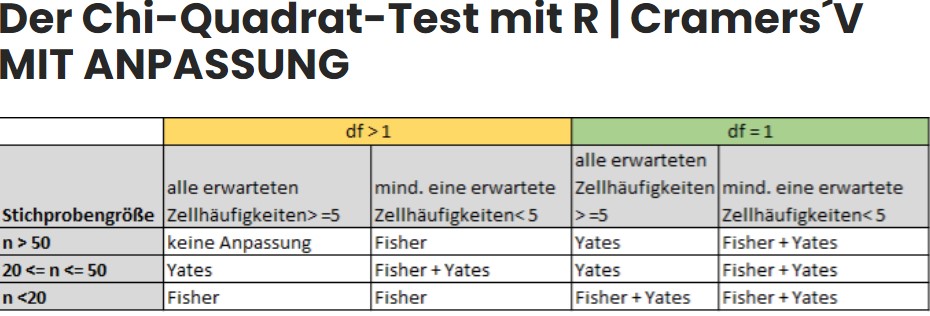 Der Chi-Quadrat-Test mit R | Cramers´V
MIT ANPASSUNG
df > 1 df = 1
Stichprobengröße alle erwarteten Zellhäufigkeiten> =5 mind. eine erwartete Zellhäufigkeiten< 5 alle erwarteten Zellhäufigkeiten > =5 mind. eine erwartete Zellhäufigkeiten< 5
n > 50 keine Anpassung Fisher Yates Fisher + Yates
20 <= n <= 50 Yates Fisher + Yates Yates Fisher + Yates
n <20 Fisher Fisher Fisher + Yates Fisher + Yates